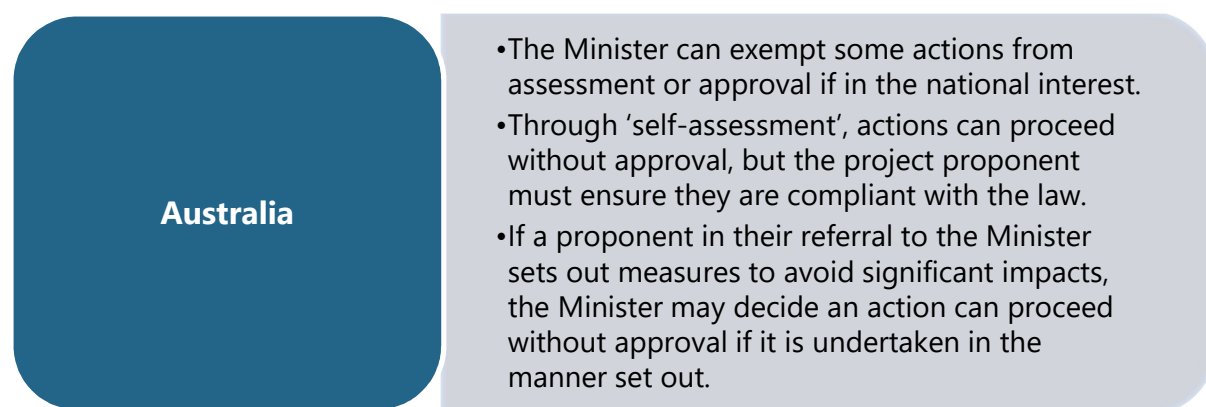 Australia
•The Minister can exempt some actions from
assessment or approval if in the national interest.
•Through ‘self-assessment’, actions can proceed
without approval, but the project proponent
must ensure they are compliant with the law.
•If a proponent in their referral to the Minister
sets out measures to avoid significant impacts,
the Minister may decide an action can proceed
without approval if it is undertaken in the
manner set out.